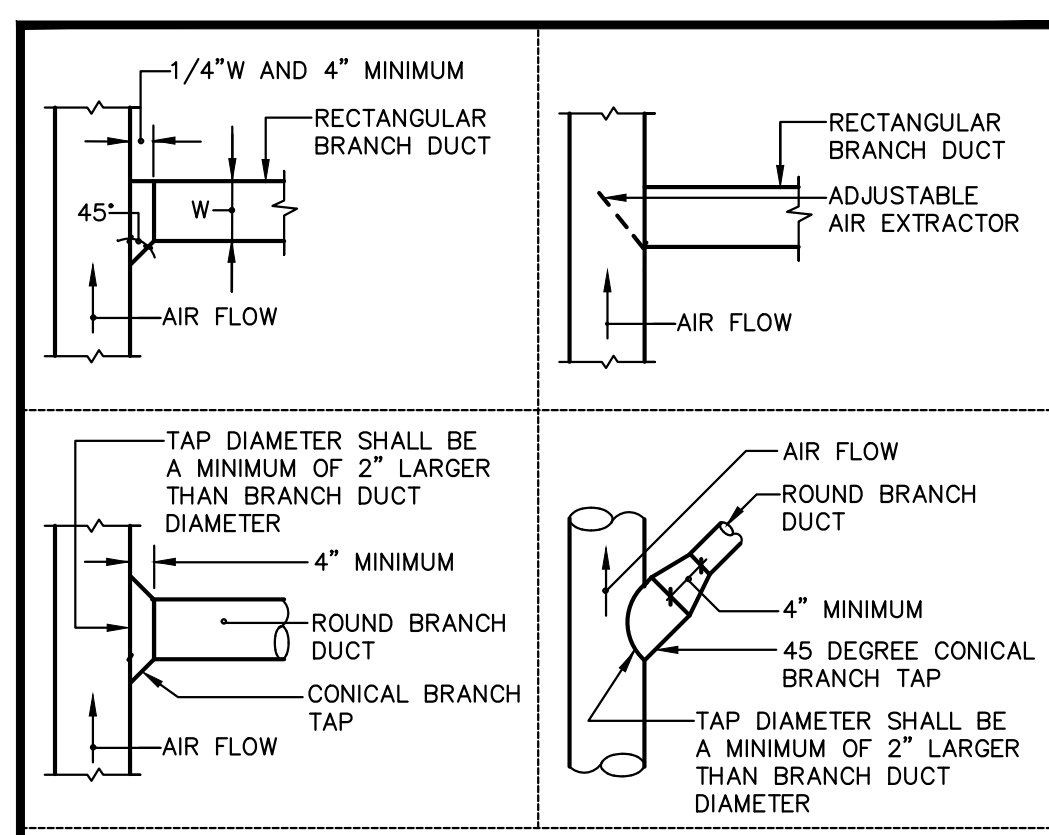 1/4"W AND 4" MINIMUM
RECTANGULAR
BRANCH DUCT
45°
W
AIR FLOW
RECTANGULAR
BRANCH DUCT
ADJUSTABLE
AIR EXTRACTOR
AIR FLOW
TAP DIAMETER SHALL BE
A MINIMUM OF 2" LARGER
THAN BRANCH DUCT
DIAMETER
4" MINIMUM
ROUND BRANCH
DUCT
CONICAL BRANCH
TAP
AIR FLOW
AIR FLOW
ROUND BRANCH
DUCT
4" MINIMUM
45 DEGREE CONICAL
BRANCH TAP
TAP DIAMETER SHALL BE
A MINIMUM OF 2" LARGER
THAN BRANCH DUCT
DIAMETER